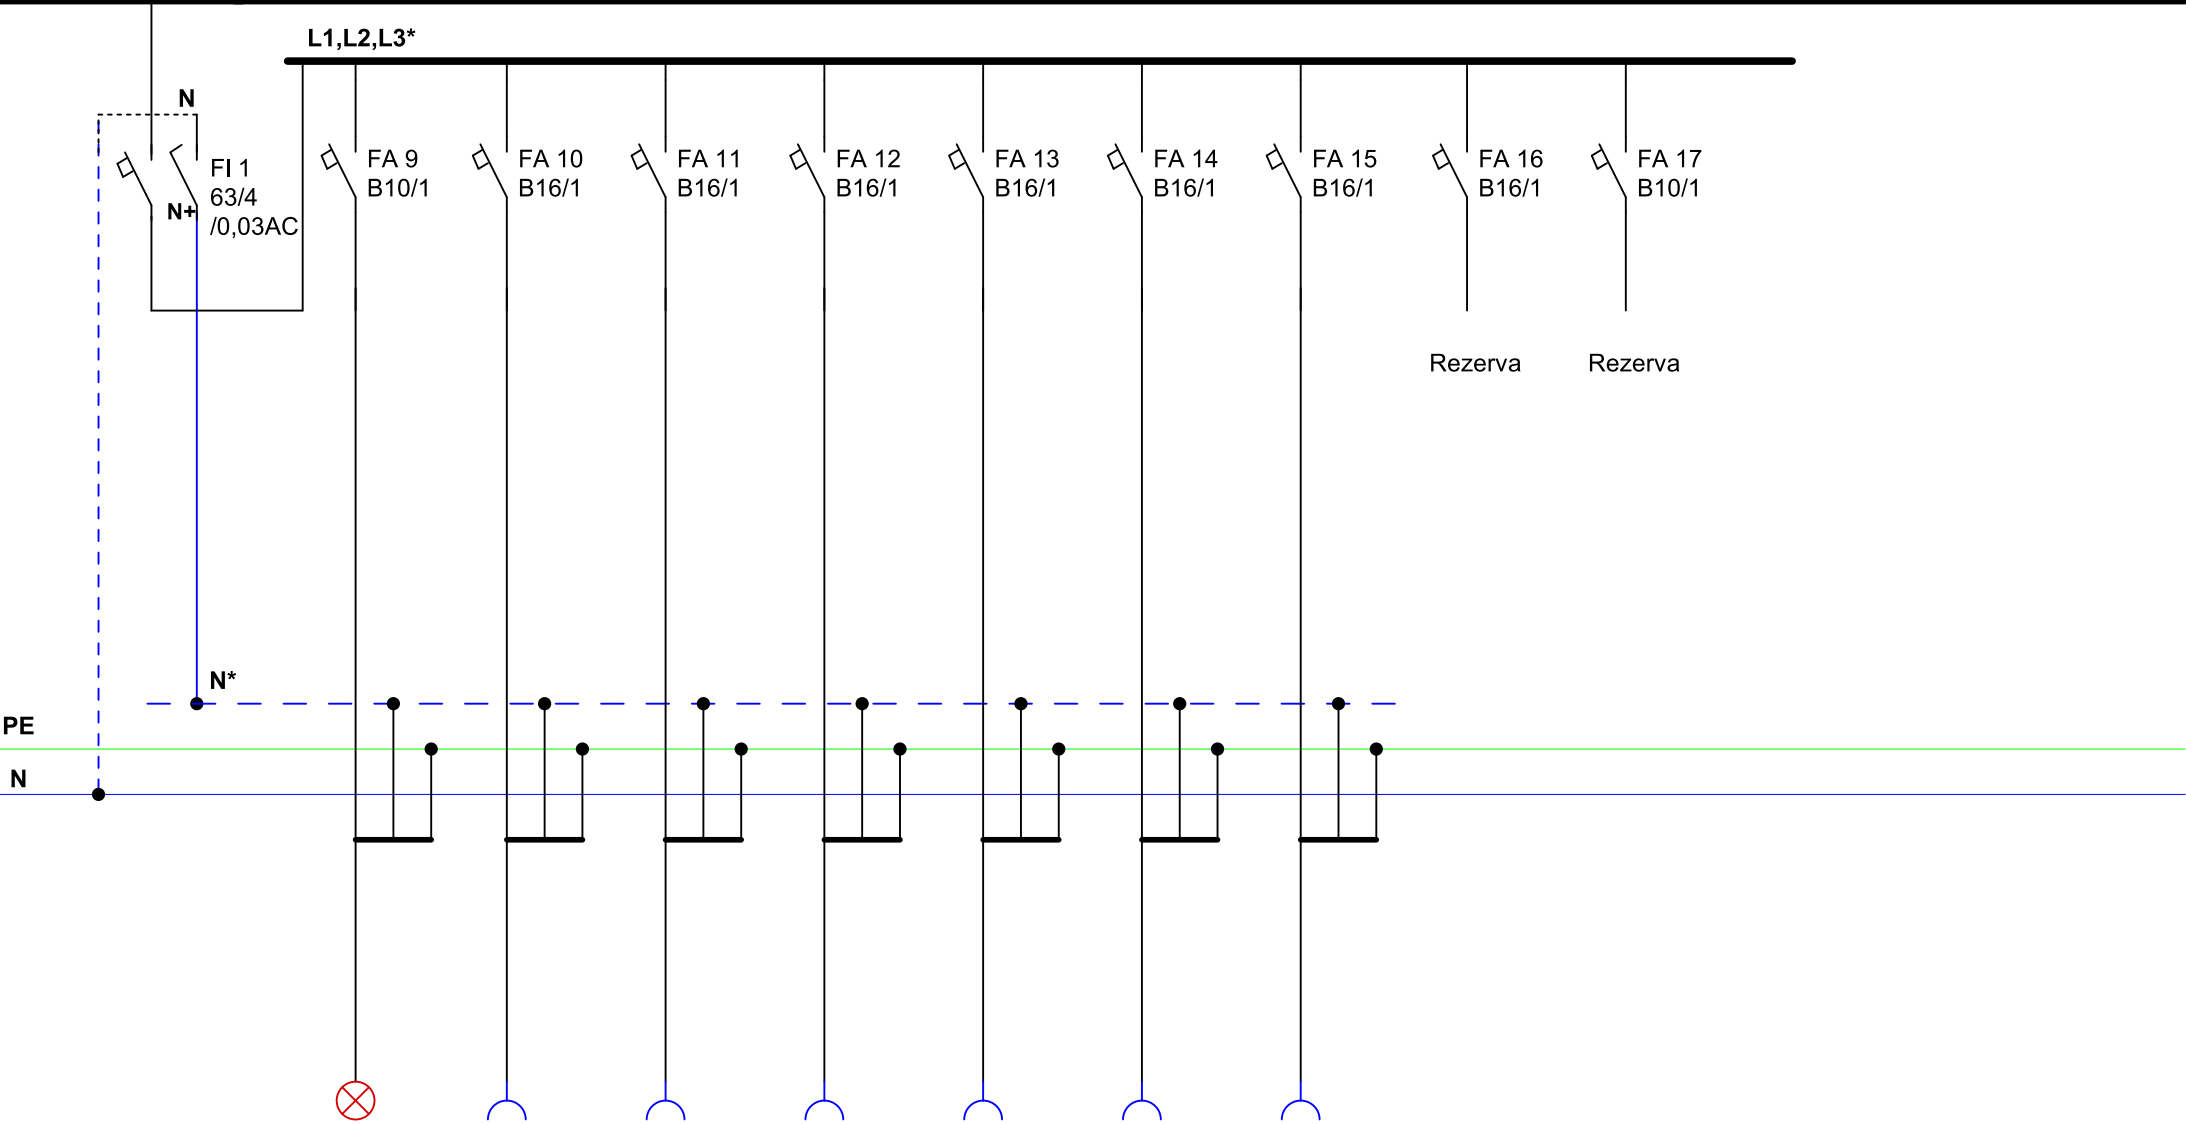 L1,L2,L3*
N
FI 1
63/4
/0,03AC
N+
FA 9
B10/1
FA 10
B16/1
FA 11
B16/1
FA 12
B16/1
FA 13
B16/1
FA 14
B16/1
FA 15
B16/1
FA 16
B16/1
FA 17
B10/1
Rezerva
Rezerva
N*
PE
N